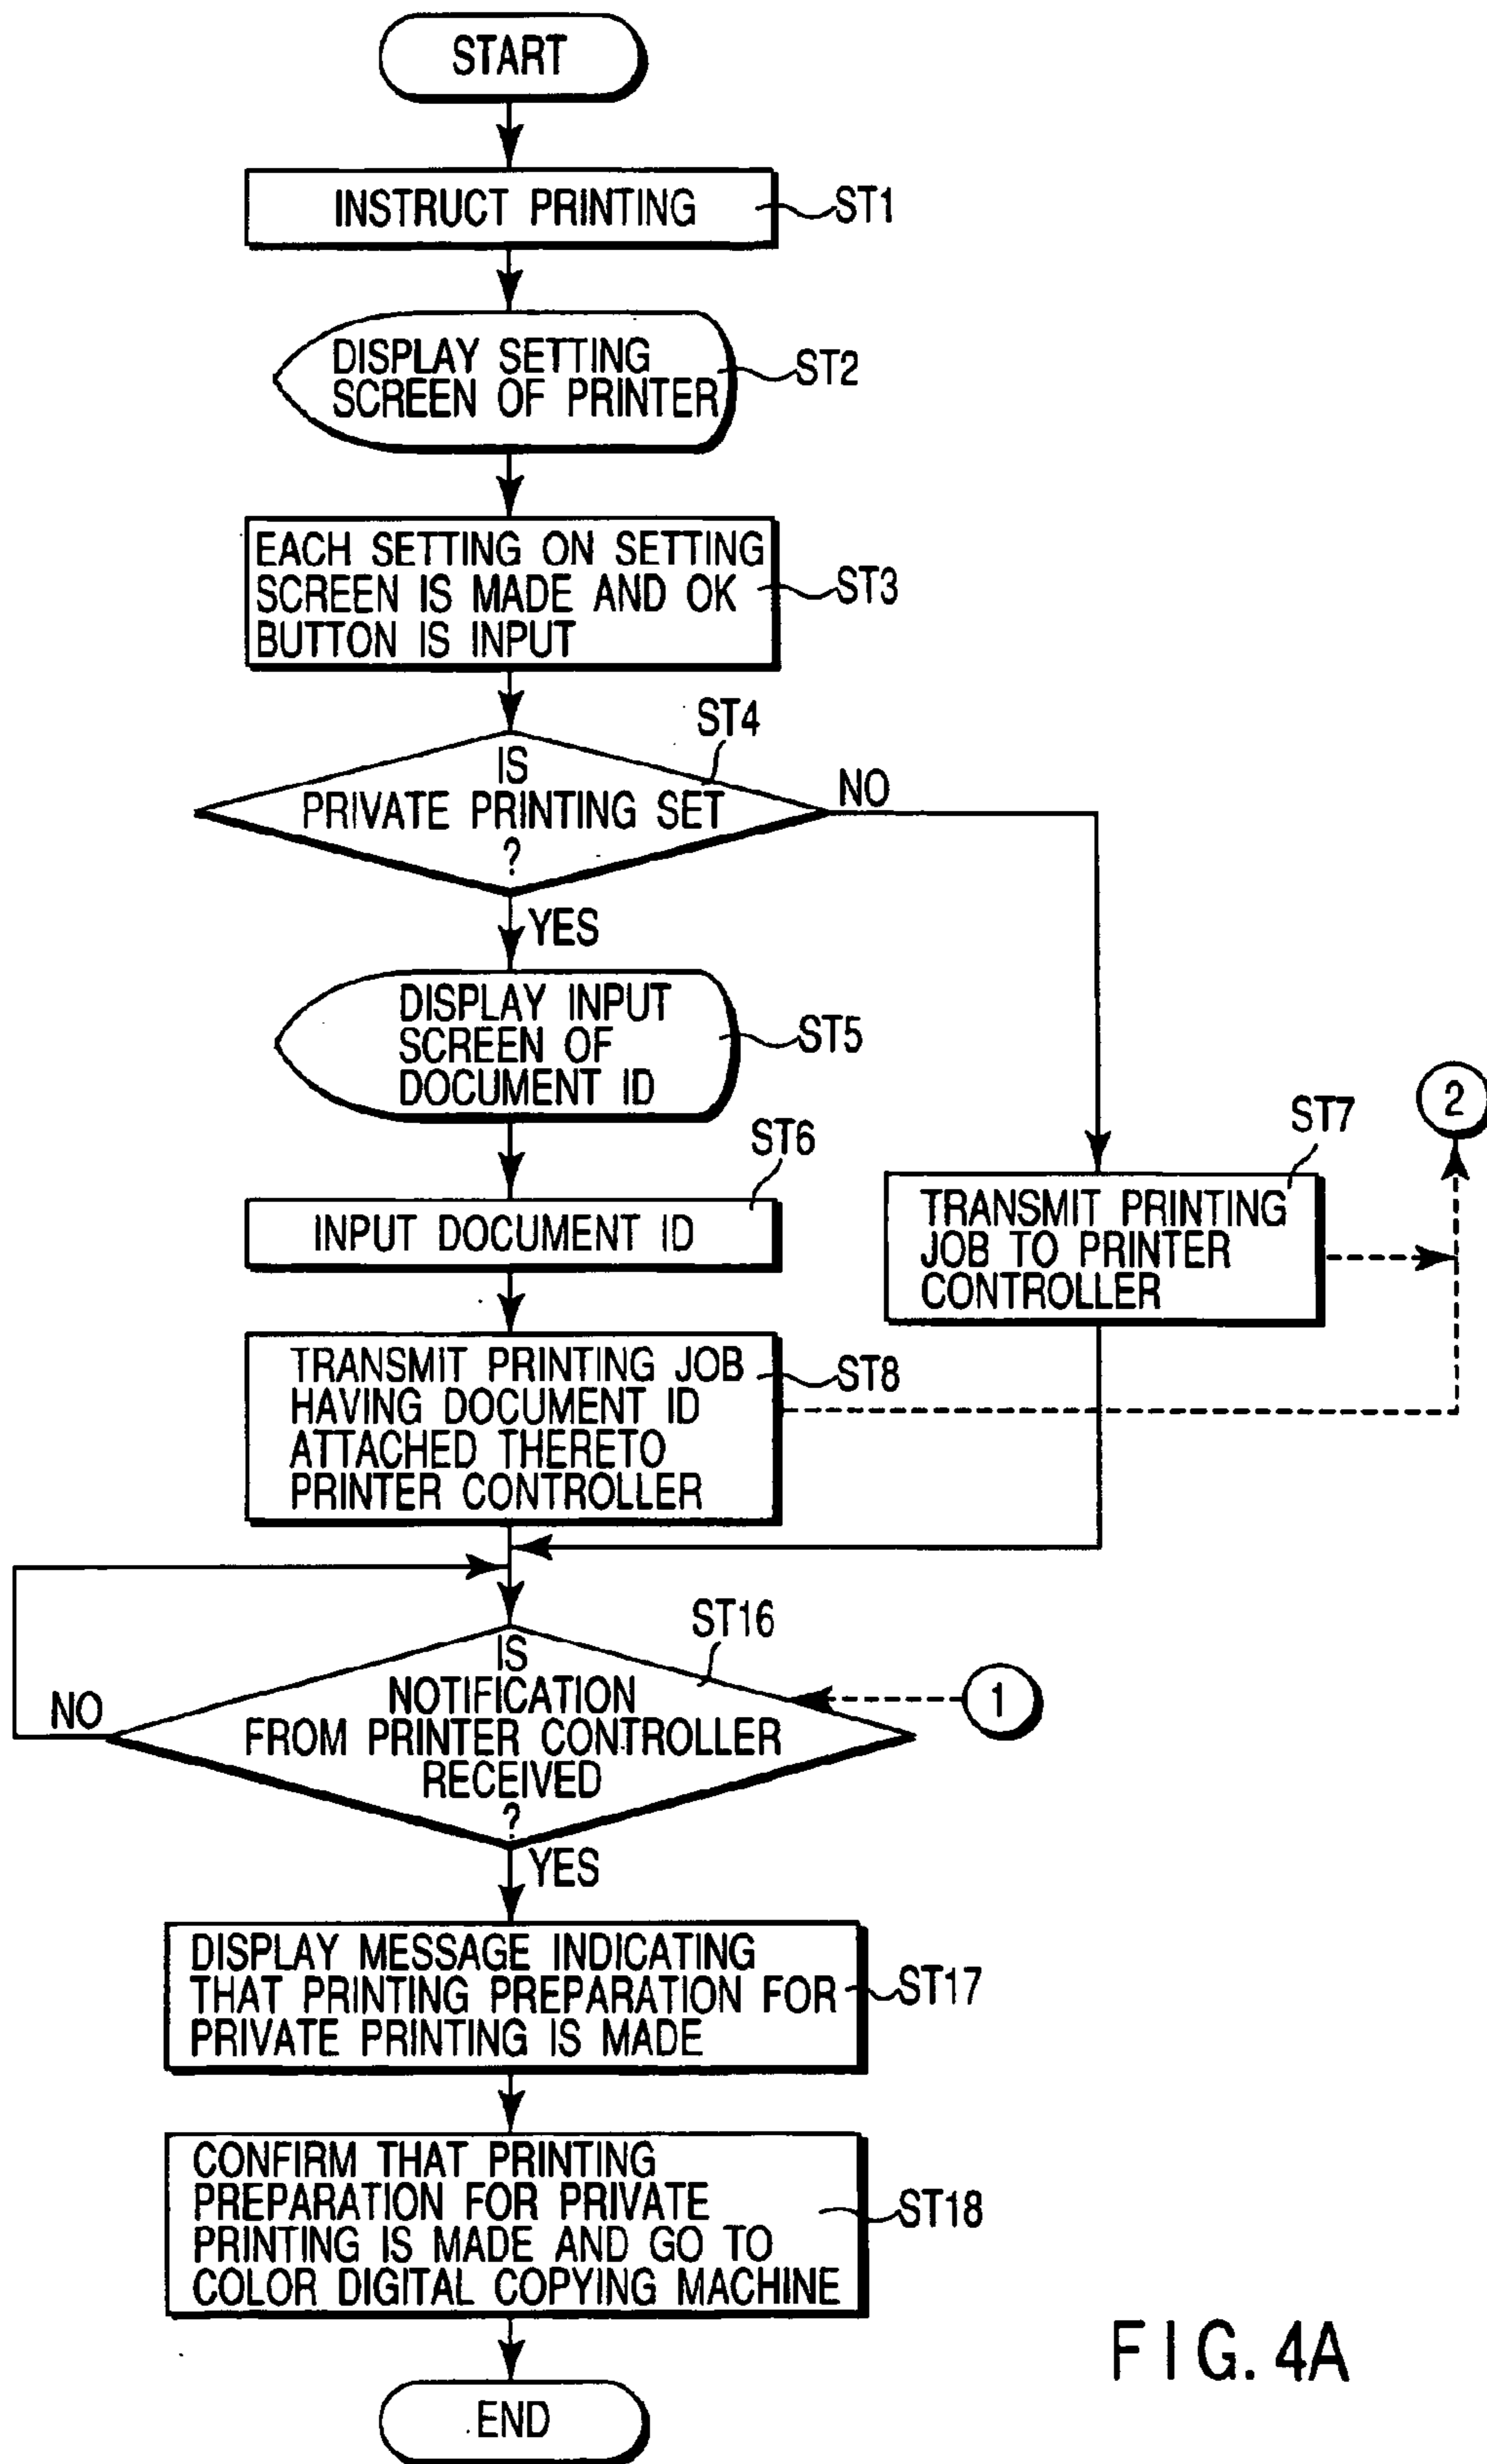 START
INSTRUCT PRINTING
ST1
DISPLAY SETTING
SCREEN OF PRINTER
ST2
EACH SETTING ON SETTING
SCREEN IS MADE AND OK
BUTTON IS INPUT
ST3
ST4
IS
PRIVATE PRINTING SET
?
NO
YES
DISPLAY INPUT
SCREEN OF
DOCUMENT ID
ST5
ST6
INPUT DOCUMENT ID
ST7
TRANSMIT PRINTING
JOB TO PRINTER
CONTROLLER
2
TRANSMIT PRINTING JOB
HAVING DOCUMENT ID
ATTACHED THERETO
PRINTER CONTROLLER
ST8
ST16
IS
NOTIFICATION
FROM PRINTER CONTROLLER
RECEIVED
?
NO
1
YES
DISPLAY MESSAGE INDICATING
THAT PRINTING PREPARATION FOR
PRIVATE PRINTING IS MADE
ST17
CONFIRM THAT PRINTING
PREPARATION FOR PRIVATE
PRINTING IS MADE AND GO TO
COLOR DIGITAL COPYING MACHINE
ST18
END
FIG. 4A